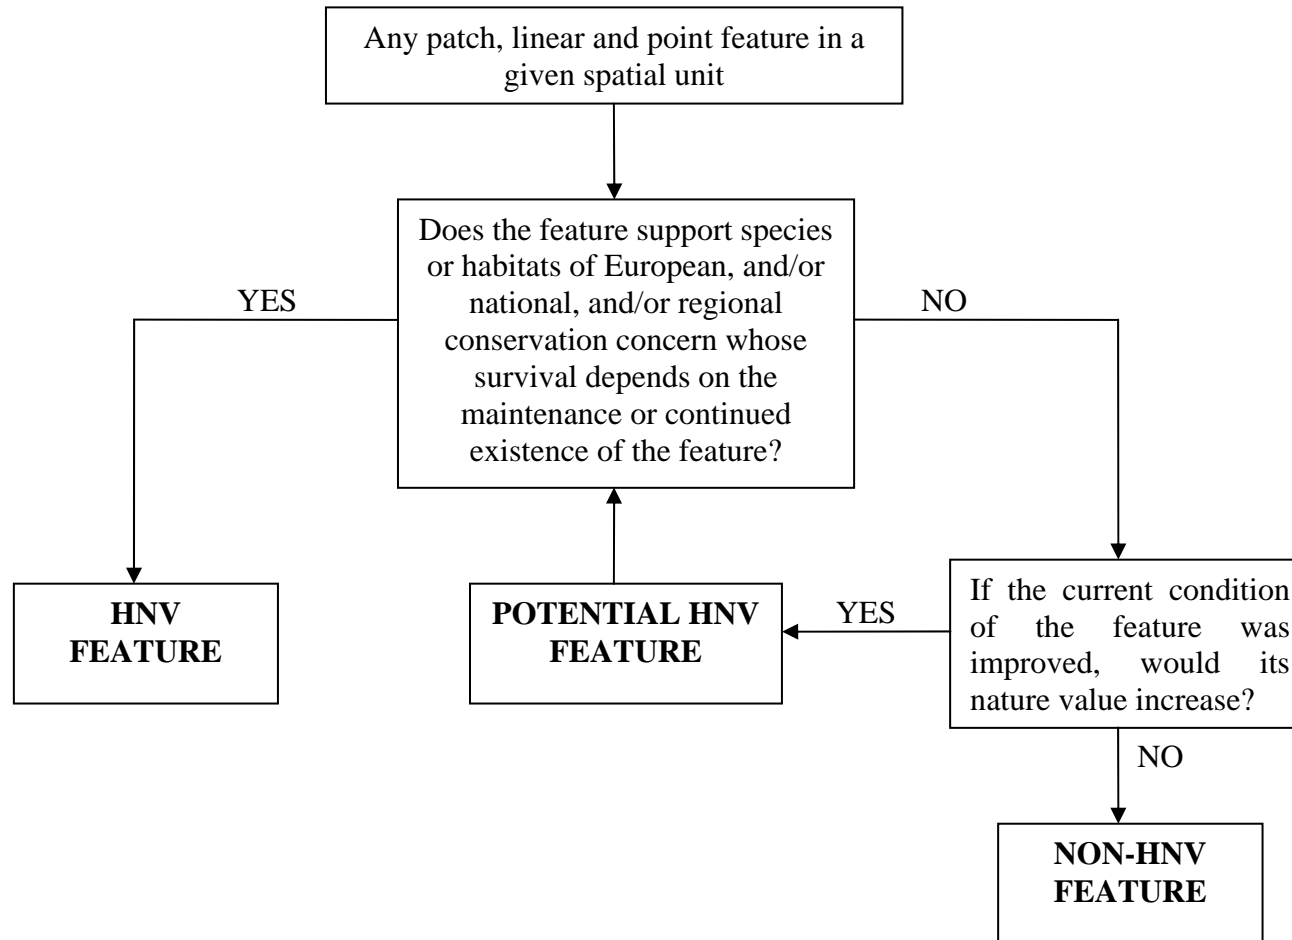 Any patch, linear and point feature in a
given spatial unit
Does the feature support species
or habitats of European, and/or
national, and/or regional
conservation concern whose
survival depends on the
maintenance or continued
existence of the feature?
YES
NO
HNV
FEATURE
POTENTIAL HNV
FEATURE
YES
If the current condition
of the feature was
improved, would its
nature value increase?
NO
NON-HNV
FEATURE